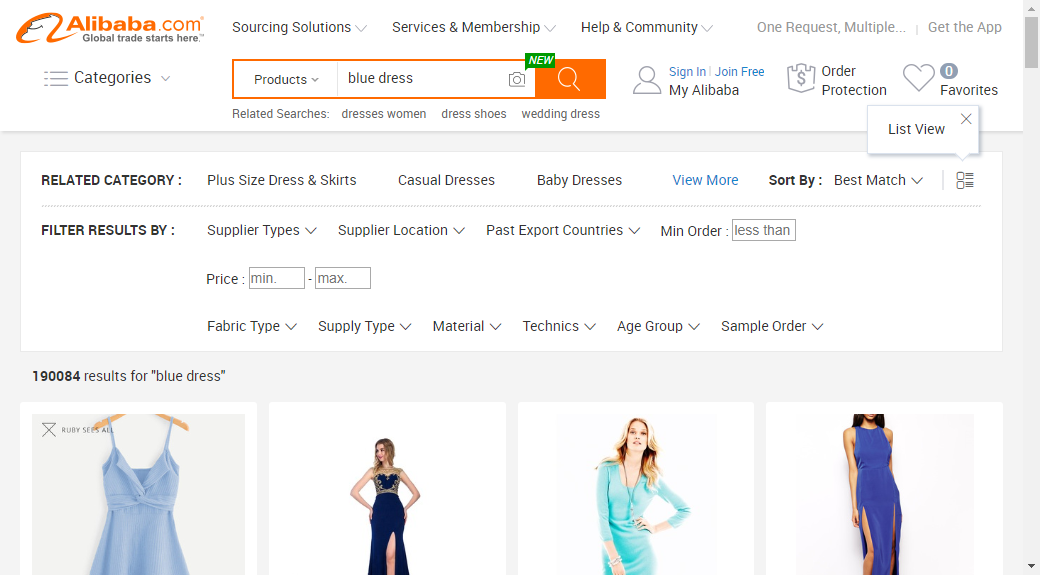 Alibaba.com
Global trade starts here.™
Sourcing Solutions
Services & Membership
Help & Community
One Request, Multiple...
Get the App
Categories
Products
blue dress
NEW
Sign In
Join Free
My Alibaba
Order
Protection
0
Favorites
Related Searches:
dresses women
dress shoes
wedding dress
List View
RELATED CATEGORY :
Plus Size Dress & Skirts
Casual Dresses
Baby Dresses
View More
Sort By :
Best Match
FILTER RESULTS BY :
Supplier Types
Supplier Location
Past Export Countries
Min Order :
less than
Price :
min.
-
max.
Fabric Type
Supply Type
Material
Technics
Age Group
Sample Order
190084 results for "blue dress"
RUBY SEES ALL